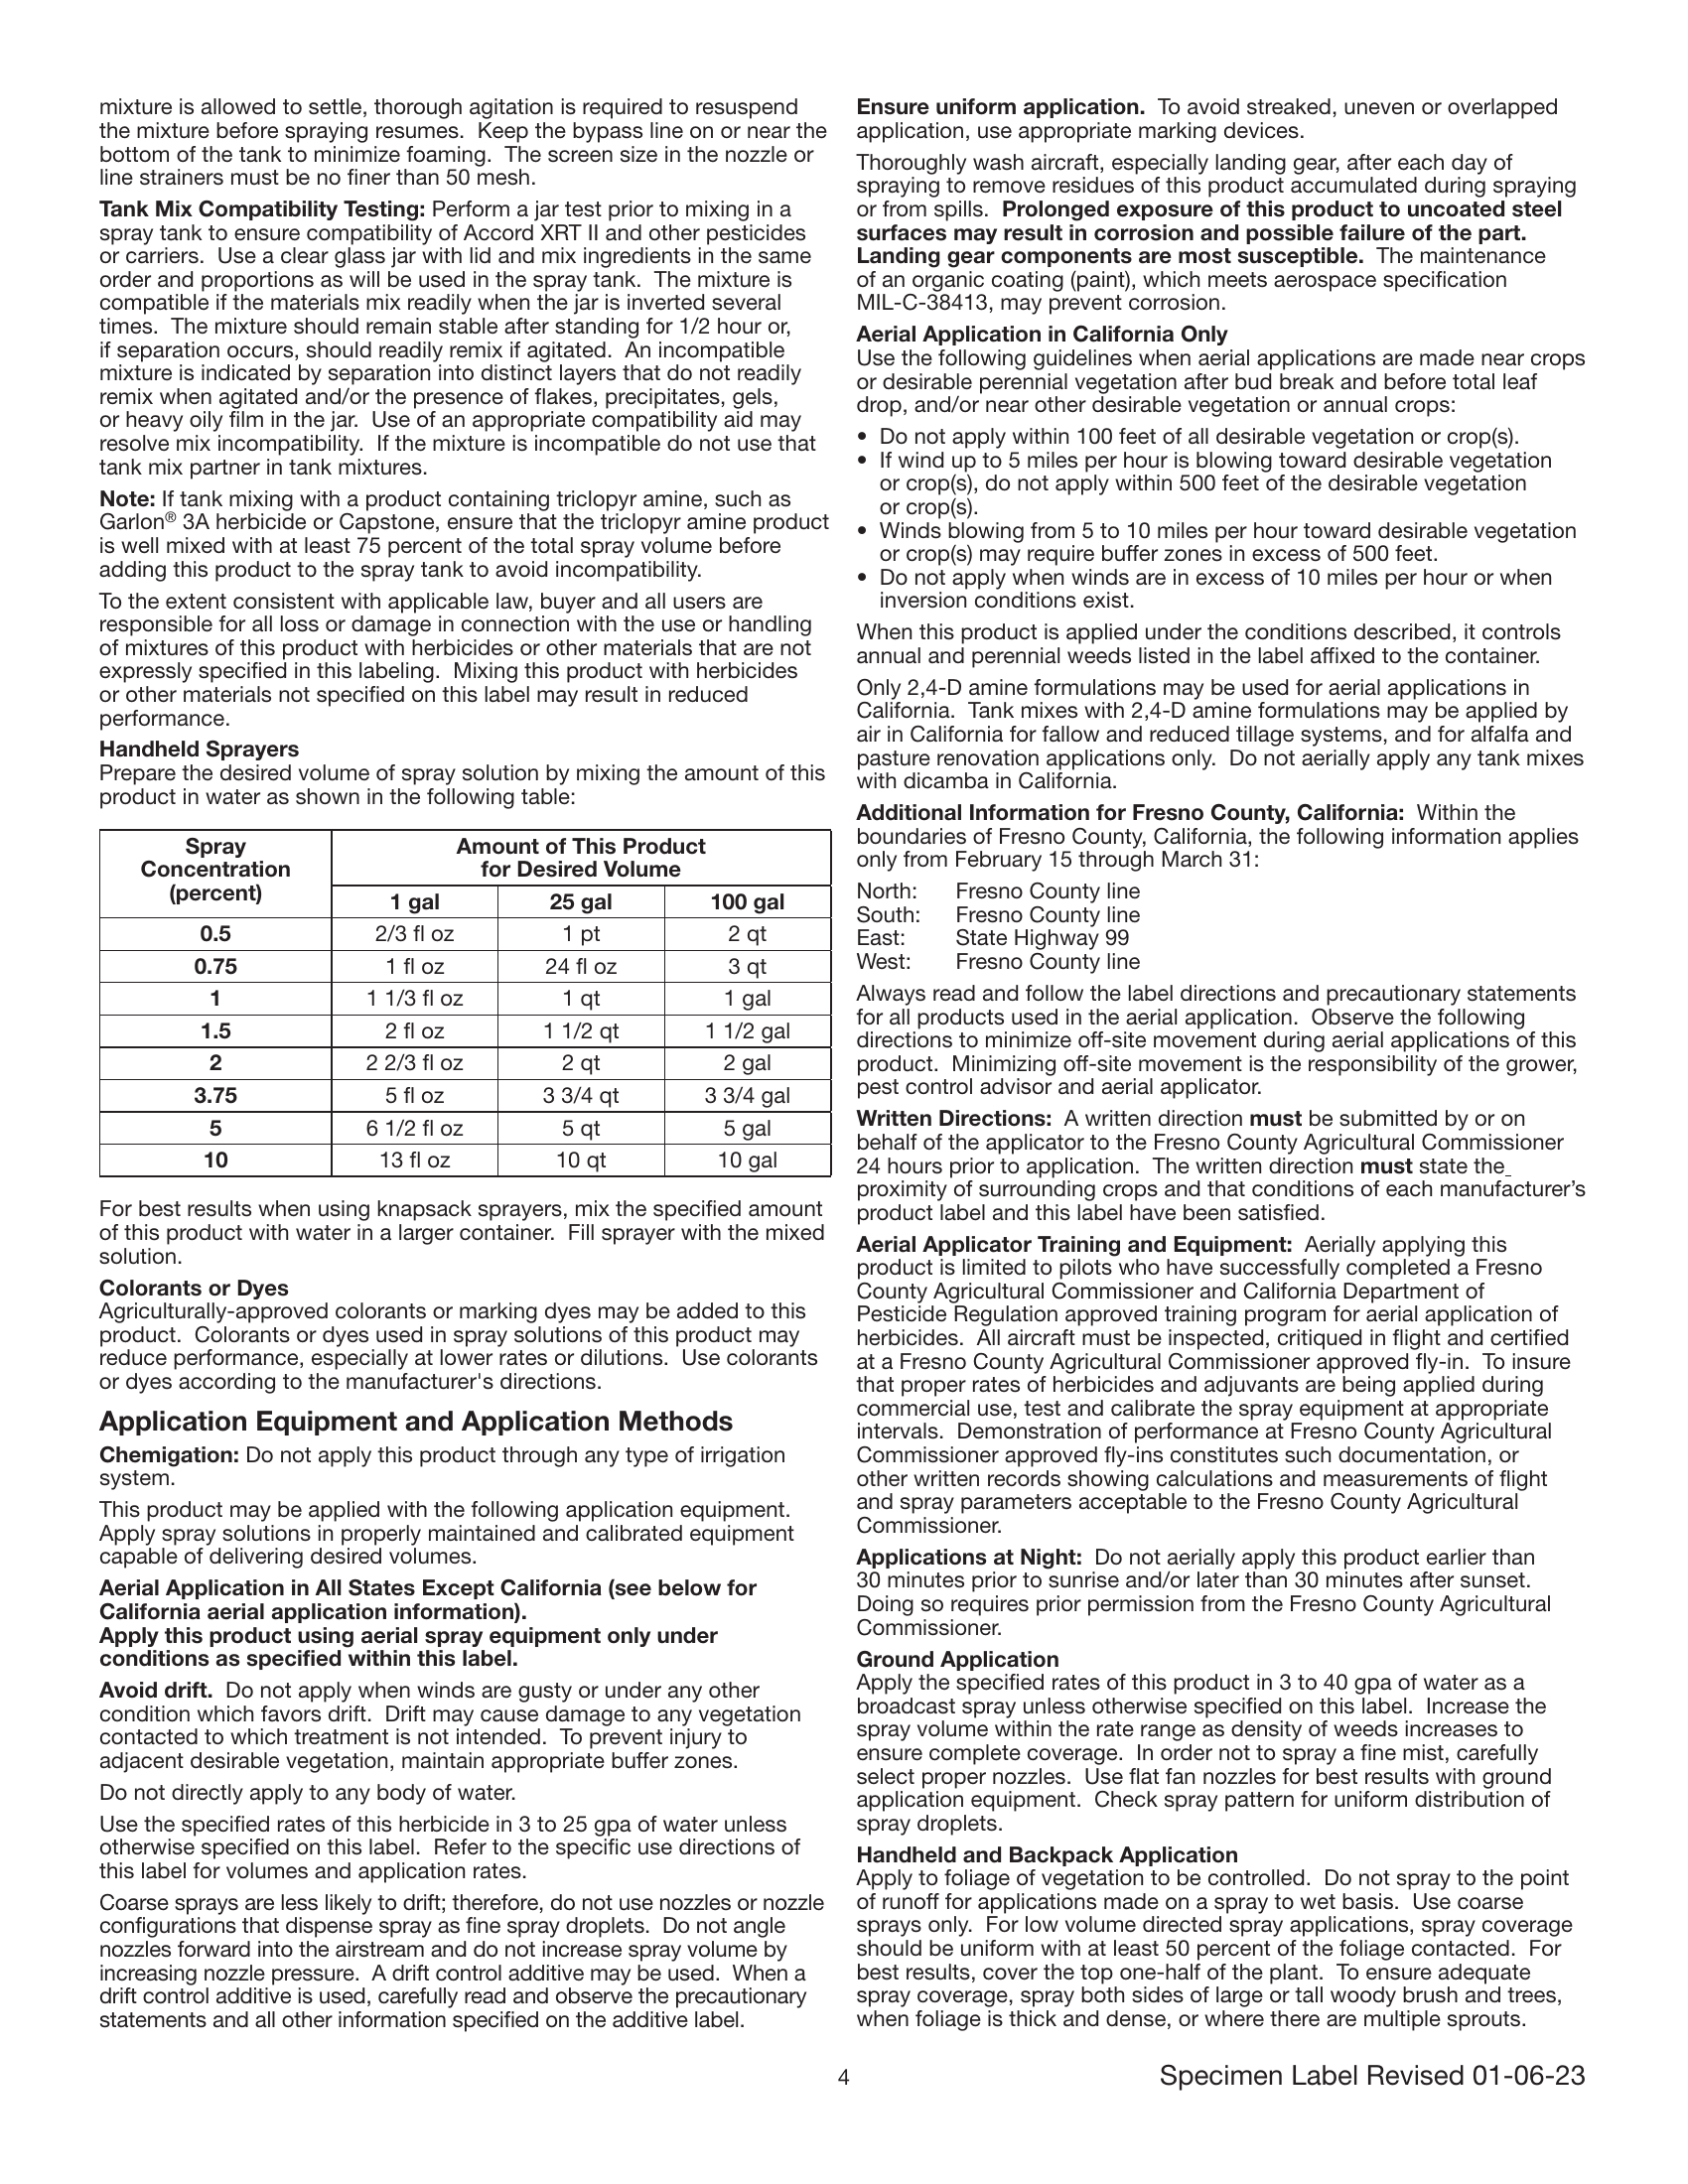 mixture is allowed to settle, thorough agitation is required to resuspend
the mixture before spraying resumes.  Keep the bypass line on or near the
bottom of the tank to minimize foaming.  The screen size in the nozzle or
line strainers must be no finer than 50 mesh.
Tank Mix Compatibility Testing: Perform a jar test prior to mixing in a
spray tank to ensure compatibility of Accord XRT II and other pesticides
or carriers.  Use a clear glass jar with lid and mix ingredients in the same
order and proportions as will be used in the spray tank.  The mixture is
compatible if the materials mix readily when the jar is inverted several
times.  The mixture should remain stable after standing for 1/2 hour or,
if separation occurs, should readily remix if agitated.  An incompatible
mixture is indicated by separation into distinct layers that do not readily
remix when agitated and/or the presence of flakes, precipitates, gels,
or heavy oily film in the jar.  Use of an appropriate compatibility aid may
resolve mix incompatibility.  If the mixture is incompatible do not use that
tank mix partner in tank mixtures.
Note: If tank mixing with a product containing triclopyr amine, such as
Garlon® 3A herbicide or Capstone, ensure that the triclopyr amine product
is well mixed with at least 75 percent of the total spray volume before
adding this product to the spray tank to avoid incompatibility.
To the extent consistent with applicable law, buyer and all users are
responsible for all loss or damage in connection with the use or handling
of mixtures of this product with herbicides or other materials that are not
expressly specified in this labeling.  Mixing this product with herbicides
or other materials not specified on this label may result in reduced
performance.
Handheld Sprayers
Prepare the desired volume of spray solution by mixing the amount of this
product in water as shown in the following table:
Spray Concentration (percent) Amount of This Product for Desired Volume
1 gal 25 gal 100 gal
0.5 2/3 fl oz 1 pt 2 qt
0.75 1 fl oz 24 fl oz 3 qt
1 1 1/3 fl oz 1 qt 1 gal
1.5 2 fl oz 1 1/2 qt 1 1/2 gal
2 2 2/3 fl oz 2 qt 2 gal
3.75 5 fl oz 3 3/4 qt 3 3/4 gal
5 6 1/2 fl oz 5 qt 5 gal
10 13 fl oz 10 qt 10 gal
For best results when using knapsack sprayers, mix the specified amount
of this product with water in a larger container.  Fill sprayer with the mixed
solution.
Colorants or Dyes
Agriculturally-approved colorants or marking dyes may be added to this
product.  Colorants or dyes used in spray solutions of this product may
reduce performance, especially at lower rates or dilutions.  Use colorants
or dyes according to the manufacturer's directions.
Application Equipment and Application Methods
Chemigation: Do not apply this product through any type of irrigation
system.
This product may be applied with the following application equipment.
Apply spray solutions in properly maintained and calibrated equipment
capable of delivering desired volumes.
Aerial Application in All States Except California (see below for
California aerial application information).
Apply this product using aerial spray equipment only under
conditions as specified within this label.
Avoid drift.  Do not apply when winds are gusty or under any other
condition which favors drift.  Drift may cause damage to any vegetation
contacted to which treatment is not intended.  To prevent injury to
adjacent desirable vegetation, maintain appropriate buffer zones.
Do not directly apply to any body of water.
Use the specified rates of this herbicide in 3 to 25 gpa of water unless
otherwise specified on this label.  Refer to the specific use directions of
this label for volumes and application rates.
Coarse sprays are less likely to drift; therefore, do not use nozzles or nozzle
configurations that dispense spray as fine spray droplets.  Do not angle
nozzles forward into the airstream and do not increase spray volume by
increasing nozzle pressure.  A drift control additive may be used.  When a
drift control additive is used, carefully read and observe the precautionary
statements and all other information specified on the additive label.
Ensure uniform application.  To avoid streaked, uneven or overlapped
application, use appropriate marking devices.
Thoroughly wash aircraft, especially landing gear, after each day of
spraying to remove residues of this product accumulated during spraying
or from spills.  Prolonged exposure of this product to uncoated steel
surfaces may result in corrosion and possible failure of the part.
Landing gear components are most susceptible.  The maintenance
of an organic coating (paint), which meets aerospace specification
MIL-C-38413, may prevent corrosion.
Aerial Application in California Only
Use the following guidelines when aerial applications are made near crops
or desirable perennial vegetation after bud break and before total leaf
drop, and/or near other desirable vegetation or annual crops:
• Do not apply within 100 feet of all desirable vegetation or crop(s).
• If wind up to 5 miles per hour is blowing toward desirable vegetation
or crop(s), do not apply within 500 feet of the desirable vegetation
or crop(s).
• Winds blowing from 5 to 10 miles per hour toward desirable vegetation
or crop(s) may require buffer zones in excess of 500 feet.
• Do not apply when winds are in excess of 10 miles per hour or when
inversion conditions exist.
When this product is applied under the conditions described, it controls
annual and perennial weeds listed in the label affixed to the container.
Only 2,4-D amine formulations may be used for aerial applications in
California.  Tank mixes with 2,4-D amine formulations may be applied by
air in California for fallow and reduced tillage systems, and for alfalfa and
pasture renovation applications only.  Do not aerially apply any tank mixes
with dicamba in California.
Additional Information for Fresno County, California:  Within the
boundaries of Fresno County, California, the following information applies
only from February 15 through March 31:
North: Fresno County line
South: Fresno County line
East: State Highway 99
West: Fresno County line
Always read and follow the label directions and precautionary statements
for all products used in the aerial application.  Observe the following
directions to minimize off-site movement during aerial applications of this
product.  Minimizing off-site movement is the responsibility of the grower,
pest control advisor and aerial applicator.
Written Directions:  A written direction must be submitted by or on
behalf of the applicator to the Fresno County Agricultural Commissioner
24 hours prior to application.  The written direction must state the
proximity of surrounding crops and that conditions of each manufacturer’s
product label and this label have been satisfied.
Aerial Applicator Training and Equipment:  Aerially applying this
product is limited to pilots who have successfully completed a Fresno
County Agricultural Commissioner and California Department of
Pesticide Regulation approved training program for aerial application of
herbicides.  All aircraft must be inspected, critiqued in flight and certified
at a Fresno County Agricultural Commissioner approved fly-in.  To insure
that proper rates of herbicides and adjuvants are being applied during
commercial use, test and calibrate the spray equipment at appropriate
intervals.  Demonstration of performance at Fresno County Agricultural
Commissioner approved fly-ins constitutes such documentation, or
other written records showing calculations and measurements of flight
and spray parameters acceptable to the Fresno County Agricultural
Commissioner.
Applications at Night:  Do not aerially apply this product earlier than
30 minutes prior to sunrise and/or later than 30 minutes after sunset.
Doing so requires prior permission from the Fresno County Agricultural
Commissioner.
Ground Application
Apply the specified rates of this product in 3 to 40 gpa of water as a
broadcast spray unless otherwise specified on this label.  Increase the
spray volume within the rate range as density of weeds increases to
ensure complete coverage.  In order not to spray a fine mist, carefully
select proper nozzles.  Use flat fan nozzles for best results with ground
application equipment.  Check spray pattern for uniform distribution of
spray droplets.
Handheld and Backpack Application
Apply to foliage of vegetation to be controlled.  Do not spray to the point
of runoff for applications made on a spray to wet basis.  Use coarse
sprays only.  For low volume directed spray applications, spray coverage
should be uniform with at least 50 percent of the foliage contacted.  For
best results, cover the top one-half of the plant.  To ensure adequate
spray coverage, spray both sides of large or tall woody brush and trees,
when foliage is thick and dense, or where there are multiple sprouts.
4
Specimen Label Revised 01-06-23